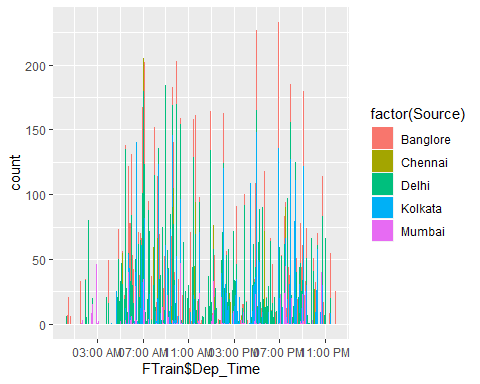 factor(Source)
Banglore
Chennai
Delhi
Kolkata
Mumbai
count
200
150
100
50
0
03:00 AM 07:00 AM 11:00 AM 03:00 PM 07:00 PM 11:00 PM
FTrain$Dep_Time